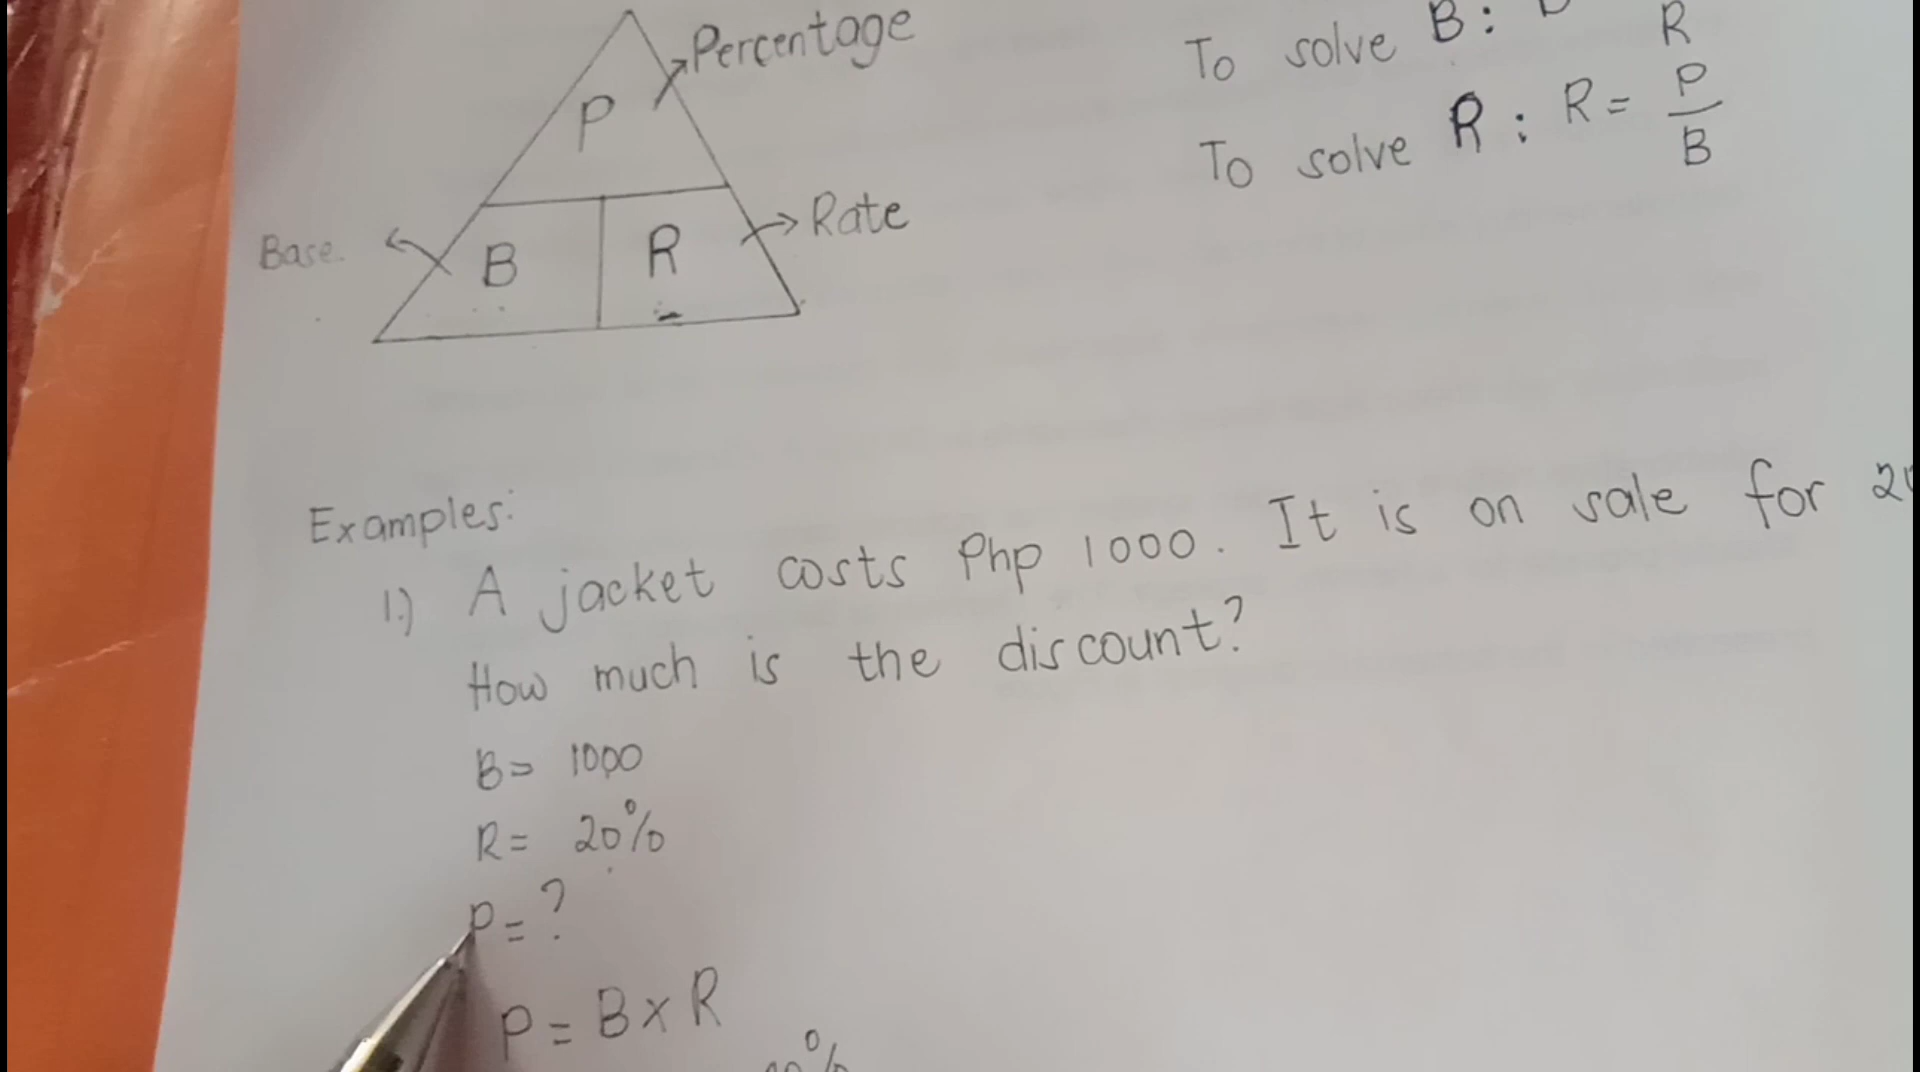 Percentage
P
Base
B
R
Rate
To solve B:
R
To solve R: R = P
B
Examples:
1.) A jacket costs Php 1000. It is on sale for
How much is the discount?
B= 1000
R= 20%
P=?
P = B x R